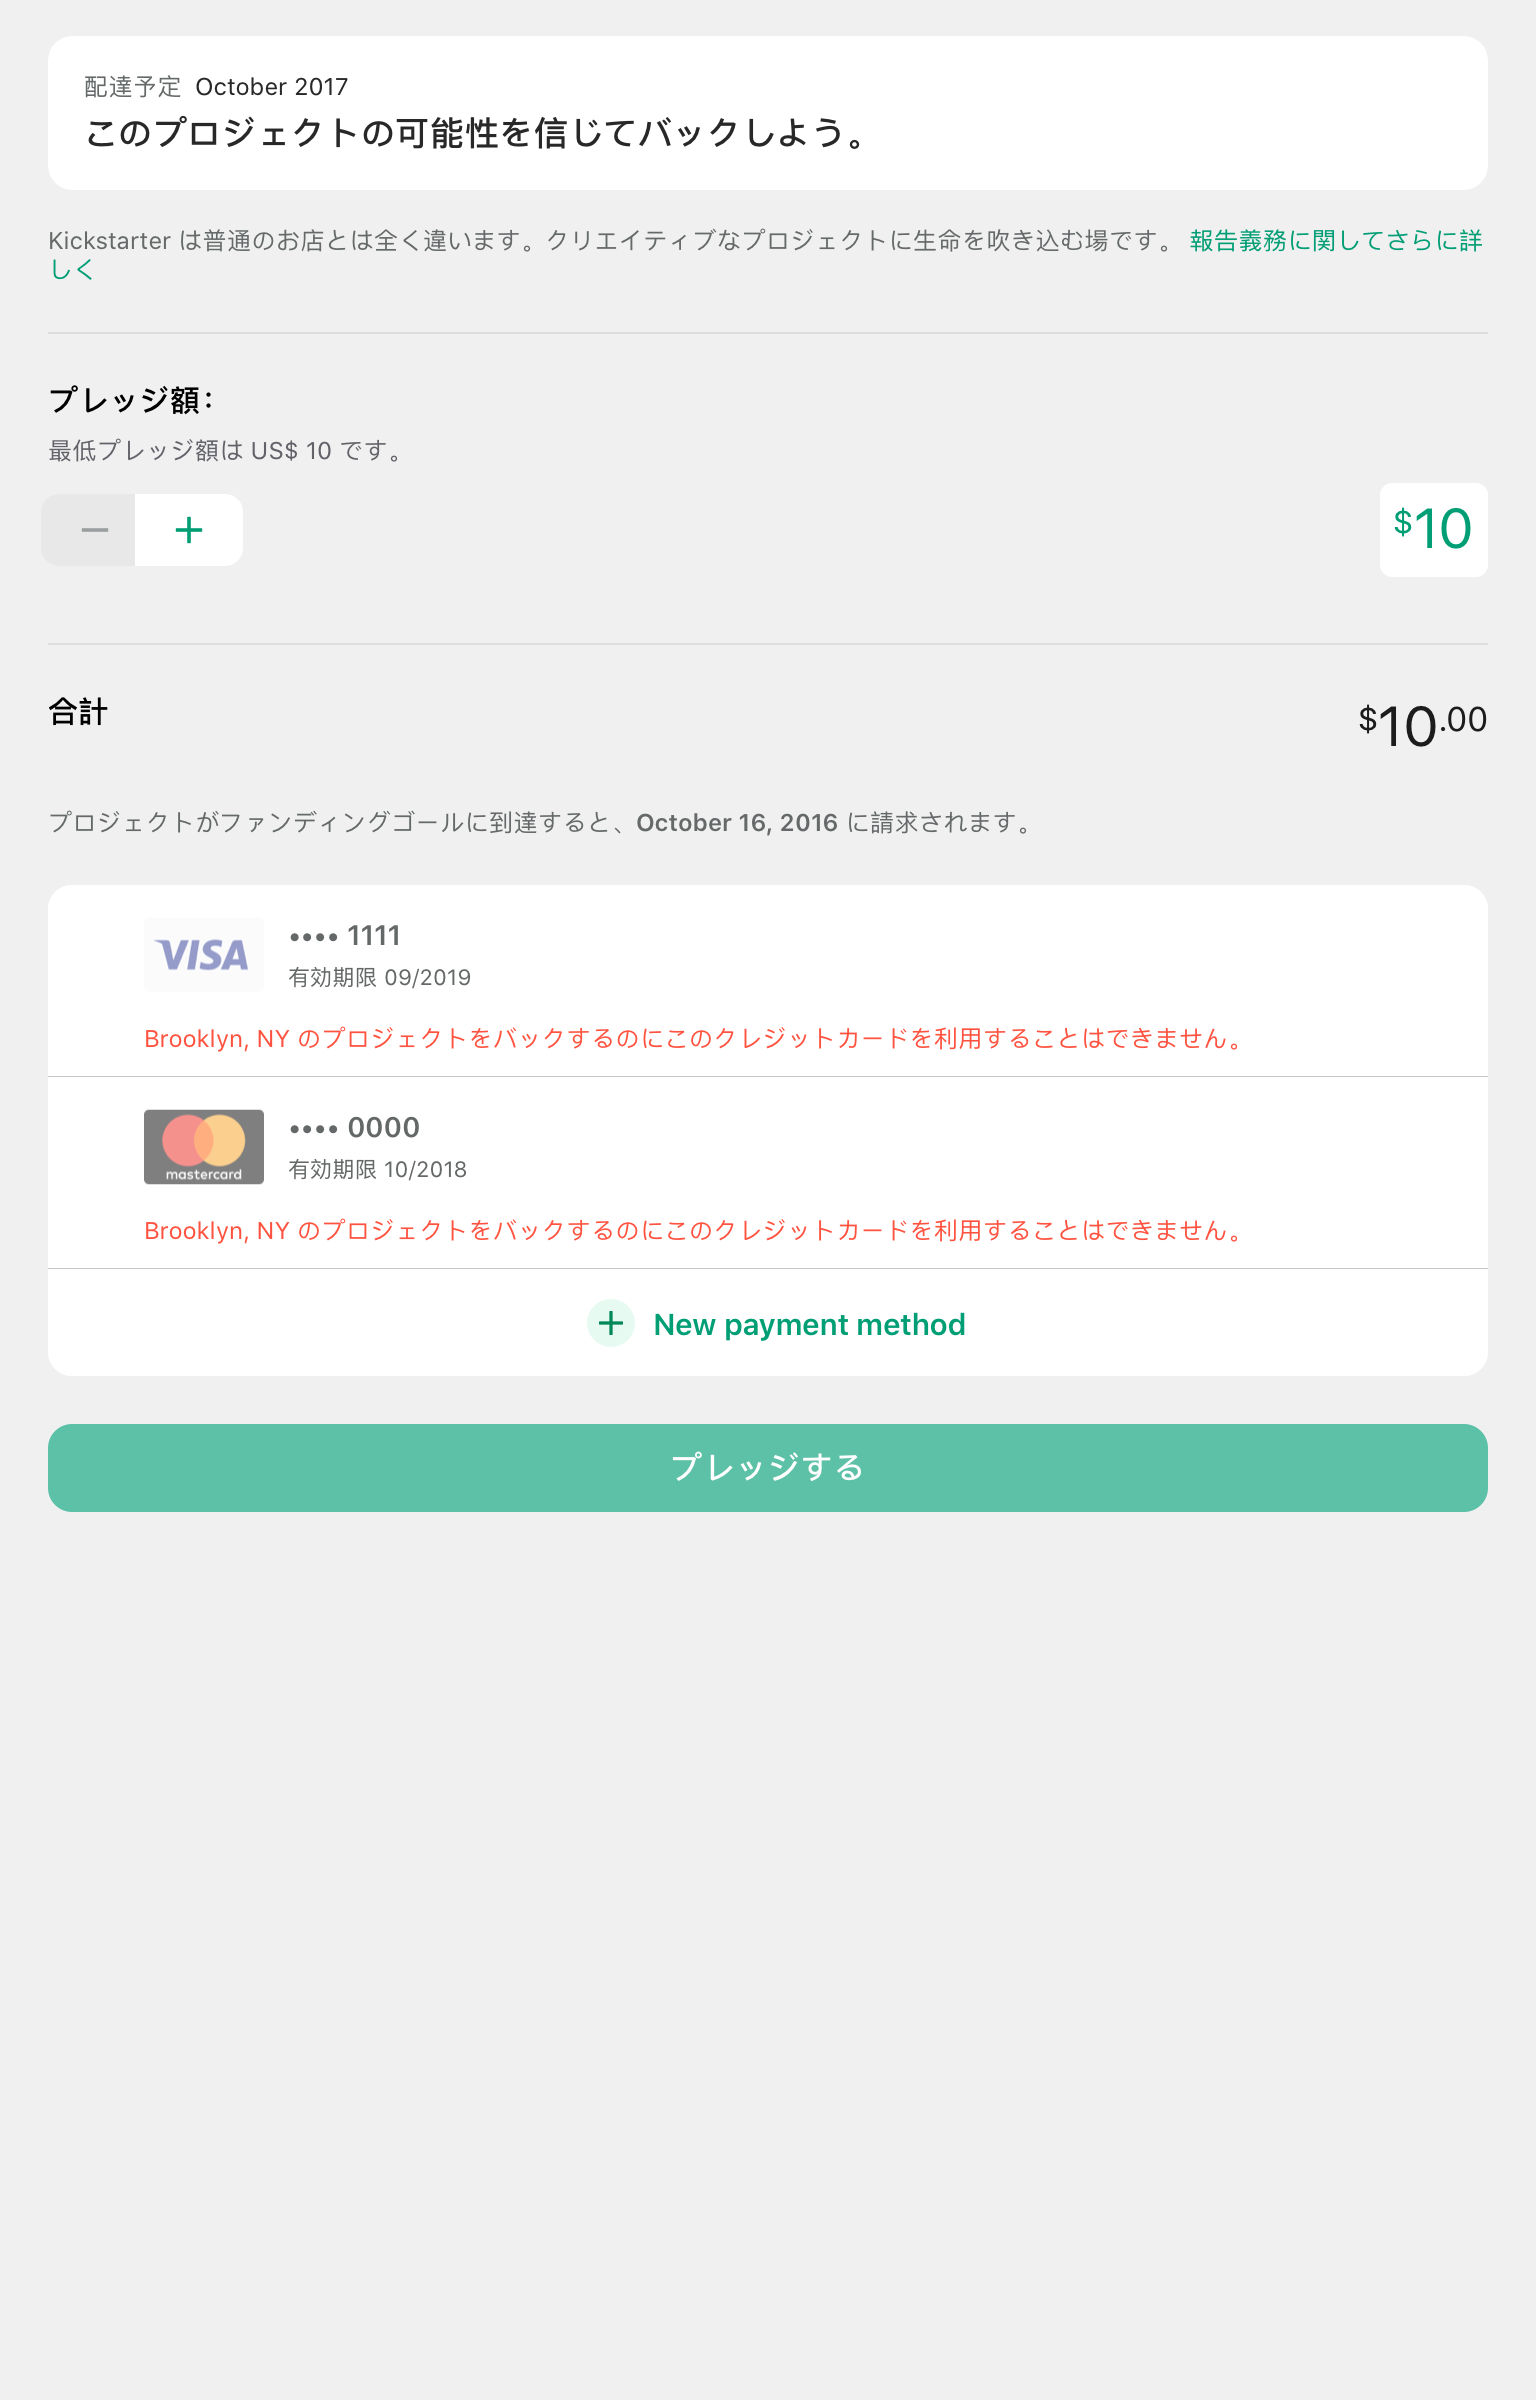 配達予定 October 2017
このプロジェクトの可能性を信じてバックしよう。
Kickstarter は普通のお店とは全く違います。クリエイティブなプロジェクトに生命を吹き込む場です。 報告義務に関してさらに詳
しく
プレッジ額:
最低プレッジ額は US$ 10 です。
$10
合計
$10.00
プロジェクトがファンディングゴールに到達すると、October 16, 2016 に請求されます。
VISA
•••• 1111
有効期限 09/2019
Brooklyn, NY のプロジェクトをバックするのにこのクレジットカードを利用することはできません。
mastercard
•••• 0000
有効期限 10/2018
Brooklyn, NY のプロジェクトをバックするのにこのクレジットカードを利用することはできません。
New payment method
プレッジする